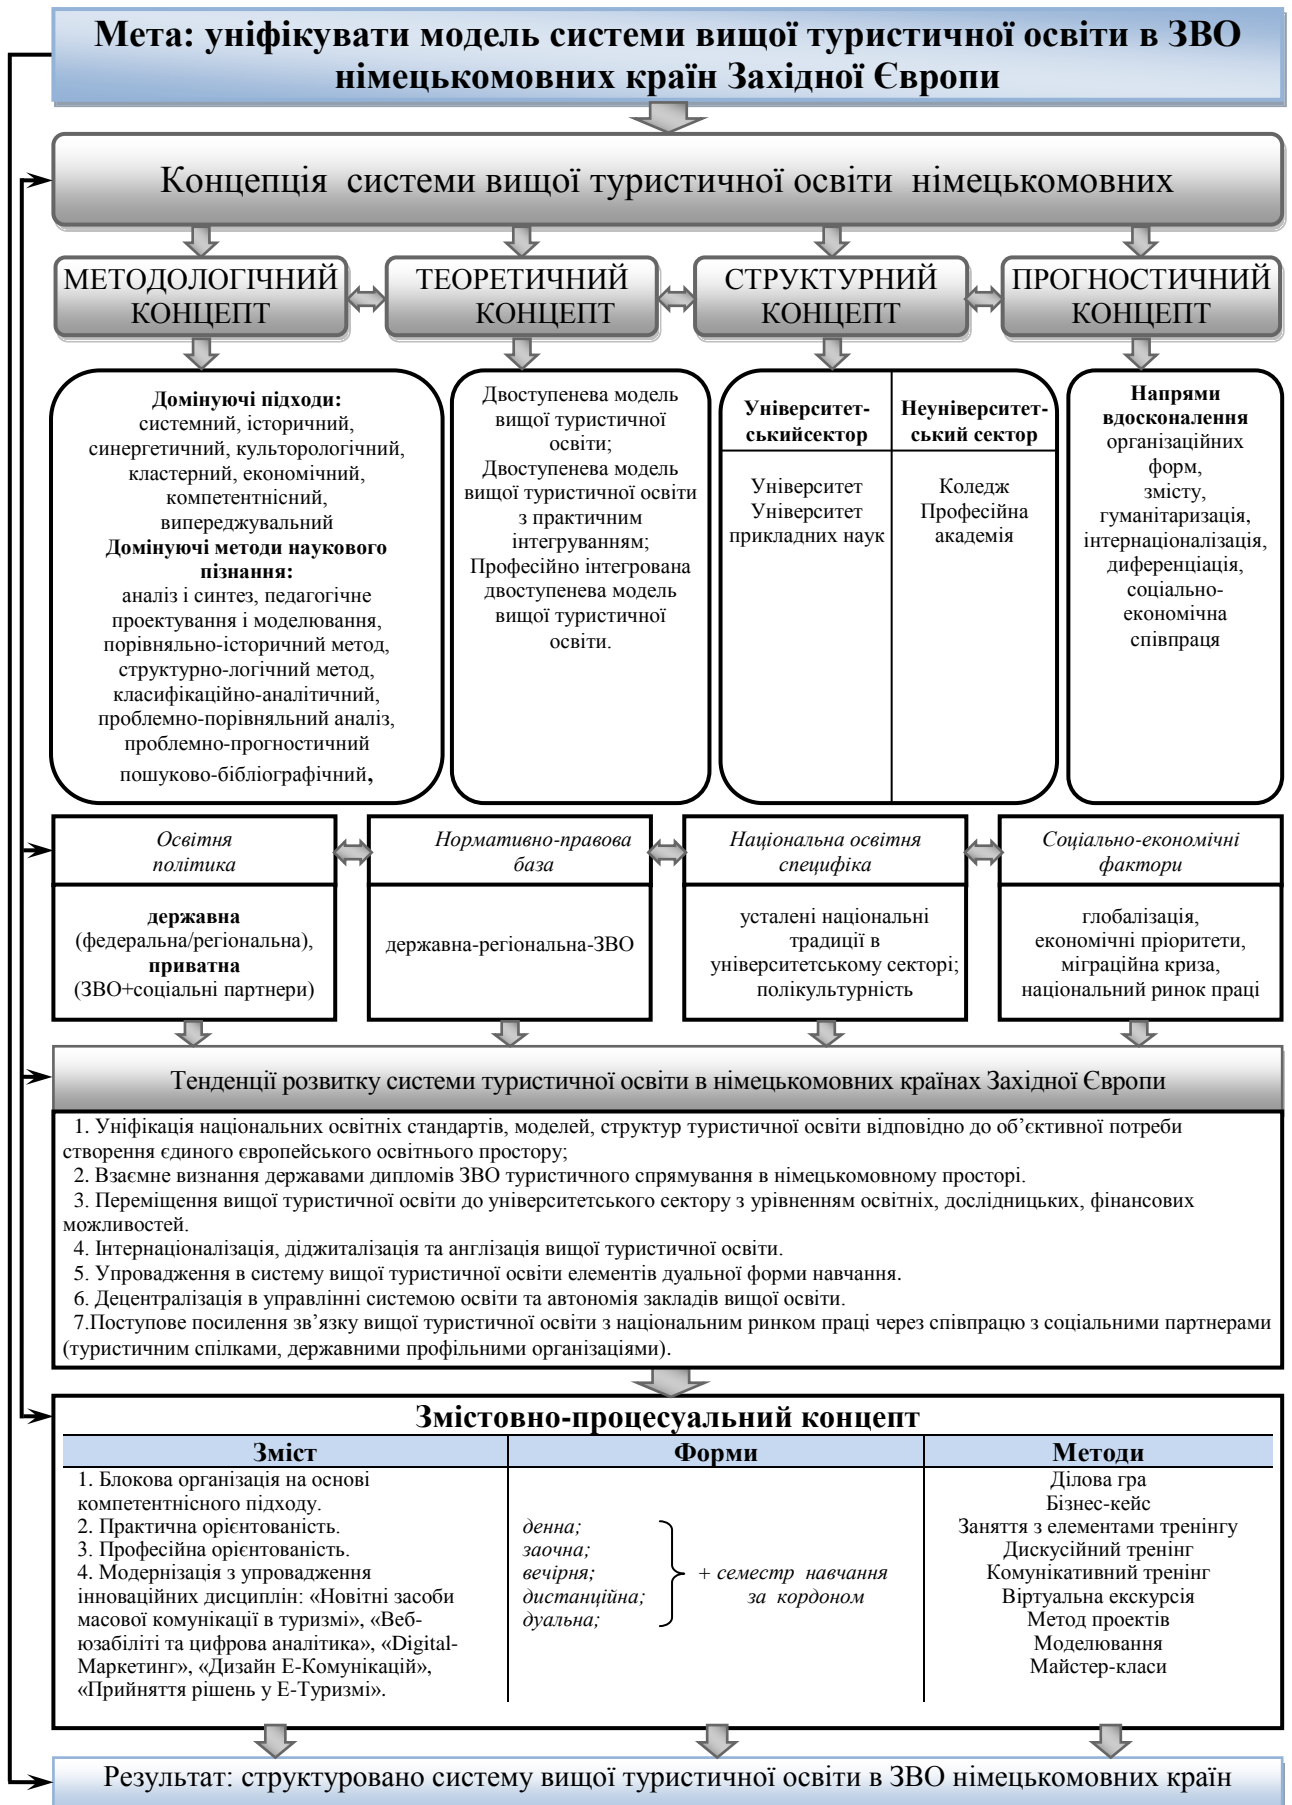 Мета: уніфікувати модель системи вищої туристичної освіти в ЗВО
німецькомовних країн Західної Європи
Концепція системи вищої туристичної освіти німецькомовних
МЕТОДОЛОГІЧНИЙ
КОНЦЕПТ
ТЕОРЕТИЧНИЙ
КОНЦЕПТ
СТРУКТУРНИЙ
КОНЦЕПТ
ПРОГНОСТИЧНИЙ
КОНЦЕПТ
Домінуючі підходи:
системний, історичний,
синергетичний, культорологічний,
кластерний, економічний,
компетентнісний,
випереджувальний
Домінуючі методи наукового
пізнання:
аналіз і синтез, педагогічне
проектування і моделювання,
порівняльно-історичний метод,
структурно-логічний метод,
класифікаційно-аналітичний,
проблемно-порівняльний аналіз,
проблемно-прогностичний
пошуково-бібліографічний,
Двоступенева модель
вищої туристичної
освіти;
Двоступенева модель
вищої туристичної освіти
з практичним
інтегруванням;
Професійно інтегрована
двоступенева модель
вищої туристичної
освіти.
Університет-
ськийсектор
Університет
Університет
прикладних наук
Неуніверситет-
ський сектор
Коледж
Професійна
академія
Напрями
вдосконалення
організаційних
форм,
змісту,
гуманітаризація,
інтернаціоналізація,
диференціація,
соціально-
економічна
співпраця
Освітня
політика
Нормативно-правова
база
Національна освітня
специфіка
Соціально-економічні
фактори
державна
(федеральна/регіональна),
приватна
(ЗВО+соціальні партнери)
державна-регіональна-ЗВО
усталені національні
традиції в
університетському секторі;
полікультурність
глобалізація,
економічні пріоритети,
міграційна криза,
національний ринок праці
Тенденції розвитку системи туристичної освіти в німецькомовних країнах Західної Європи
1. Уніфікація національних освітніх стандартів, моделей, структур туристичної освіти відповідно до об’єктивної потреби
створення єдиного європейського освітнього простору;
2. Взаємне визнання державами дипломів ЗВО туристичного спрямування в німецькомовному просторі.
3. Переміщення вищої туристичної освіти до університетського сектору з урівненням освітніх, дослідницьких, фінансових
можливостей.
4. Інтернаціоналізація, діджиталізація та англізація вищої туристичної освіти.
5. Упровадження в систему вищої туристичної освіти елементів дуальної форми навчання.
6. Децентралізація в управлінні системою освіти та автономія закладів вищої освіти.
7.Поступове посилення зв’язку вищої туристичної освіти з національним ринком праці через співпрацю з соціальними партнерами
(туристичним спілками, державними профільними організаціями).
Змістовно-процесуальний концепт
Зміст
Форми
Методи
1. Блокова організація на основі
компетентнісного підходу.
2. Практична орієнтованість.
3. Професійна орієнтованість.
4. Модернізація з упровадження
інноваційних дисциплін: «Новітні засоби
масової комунікації в туризмі», «Веб-
юзабіліті та цифрова аналітика», «Digital-
Маркетинг», «Дизайн Е-Комунікацій»,
«Прийняття рішень у Е-Туризмі».
денна;
заочна;
вечірня;
дистанційна;
дуальна;
+ семестр навчання
за кордоном
Ділова гра
Бізнес-кейс
Заняття з елементами тренінгу
Дискусійний тренінг
Комунікативний тренінг
Віртуальна екскурсія
Метод проектів
Моделювання
Майстер-класи
Результат: структуровано систему вищої туристичної освіти в ЗВО німецькомовних країн